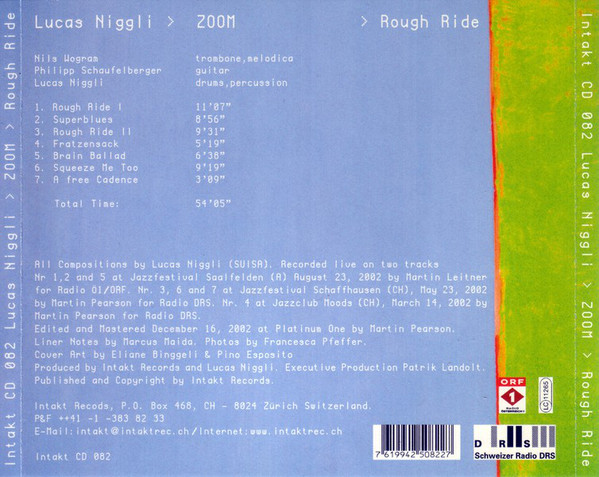 Lucas Niggli > ZOOM > Rough Ride
Nils Wogram trombone,melodica
Philipp Schaufelberger guitar
Lucas Niggli drums,percussion
1. Rough Ride I 11'07"
2. Superblues 8'56"
3. Rough Ride II 9'31"
4. Fratzensack 5'19"
5. Brain Ballad 6'38"
6. Squeeze Me Too 9'19"
7. A free Cadence 3'09"
Total Time: 54'05"
All Compositions by Lucas Niggli (SUISA). Recorded live on two tracks
Nr 1,2 and 5 at Jazzfestival Saalfelden (A) August 23, 2002 by Martin Leitner
for Radio O1/ORF. Nr. 3, 6 and 7 at Jazzfestival Schaffhausen (CH), May 23, 2002
by Martin Pearson for Radio DRS. Nr. 4 at Jazzclub Moods (CH), March 14, 2002 by
Martin Pearson for Radio DRS.
Edited and Mastered December 16, 2002 at Platinum One by Martin Pearson.
Liner Notes by Marcus Maida. Photos by Francesca Pfeffer.
Cover Art by Eliane Binggeli & Pino Esposito
Produced by Intakt Records and Lucas Niggli. Executive Production Patrik Landolt.
Published and Copyright by Intakt Records.
Intakt Records, P.O. Box 468, CH - 8024 Zürich Switzerland.
P&F **41 -1 -383 82 33
E-Mail:intakt@intaktrec.ch/Internet:www.intaktrec.ch
Intakt CD 082
7 619942 508227
ORF
1
LC 11265
DRS
Schweizer Radio DRS
Intakt CD 082 Lucas Niggli > ZOOM > Rough Ride
Intakt CD 082 Lucas Niggli > ZOOM > Rough Ride